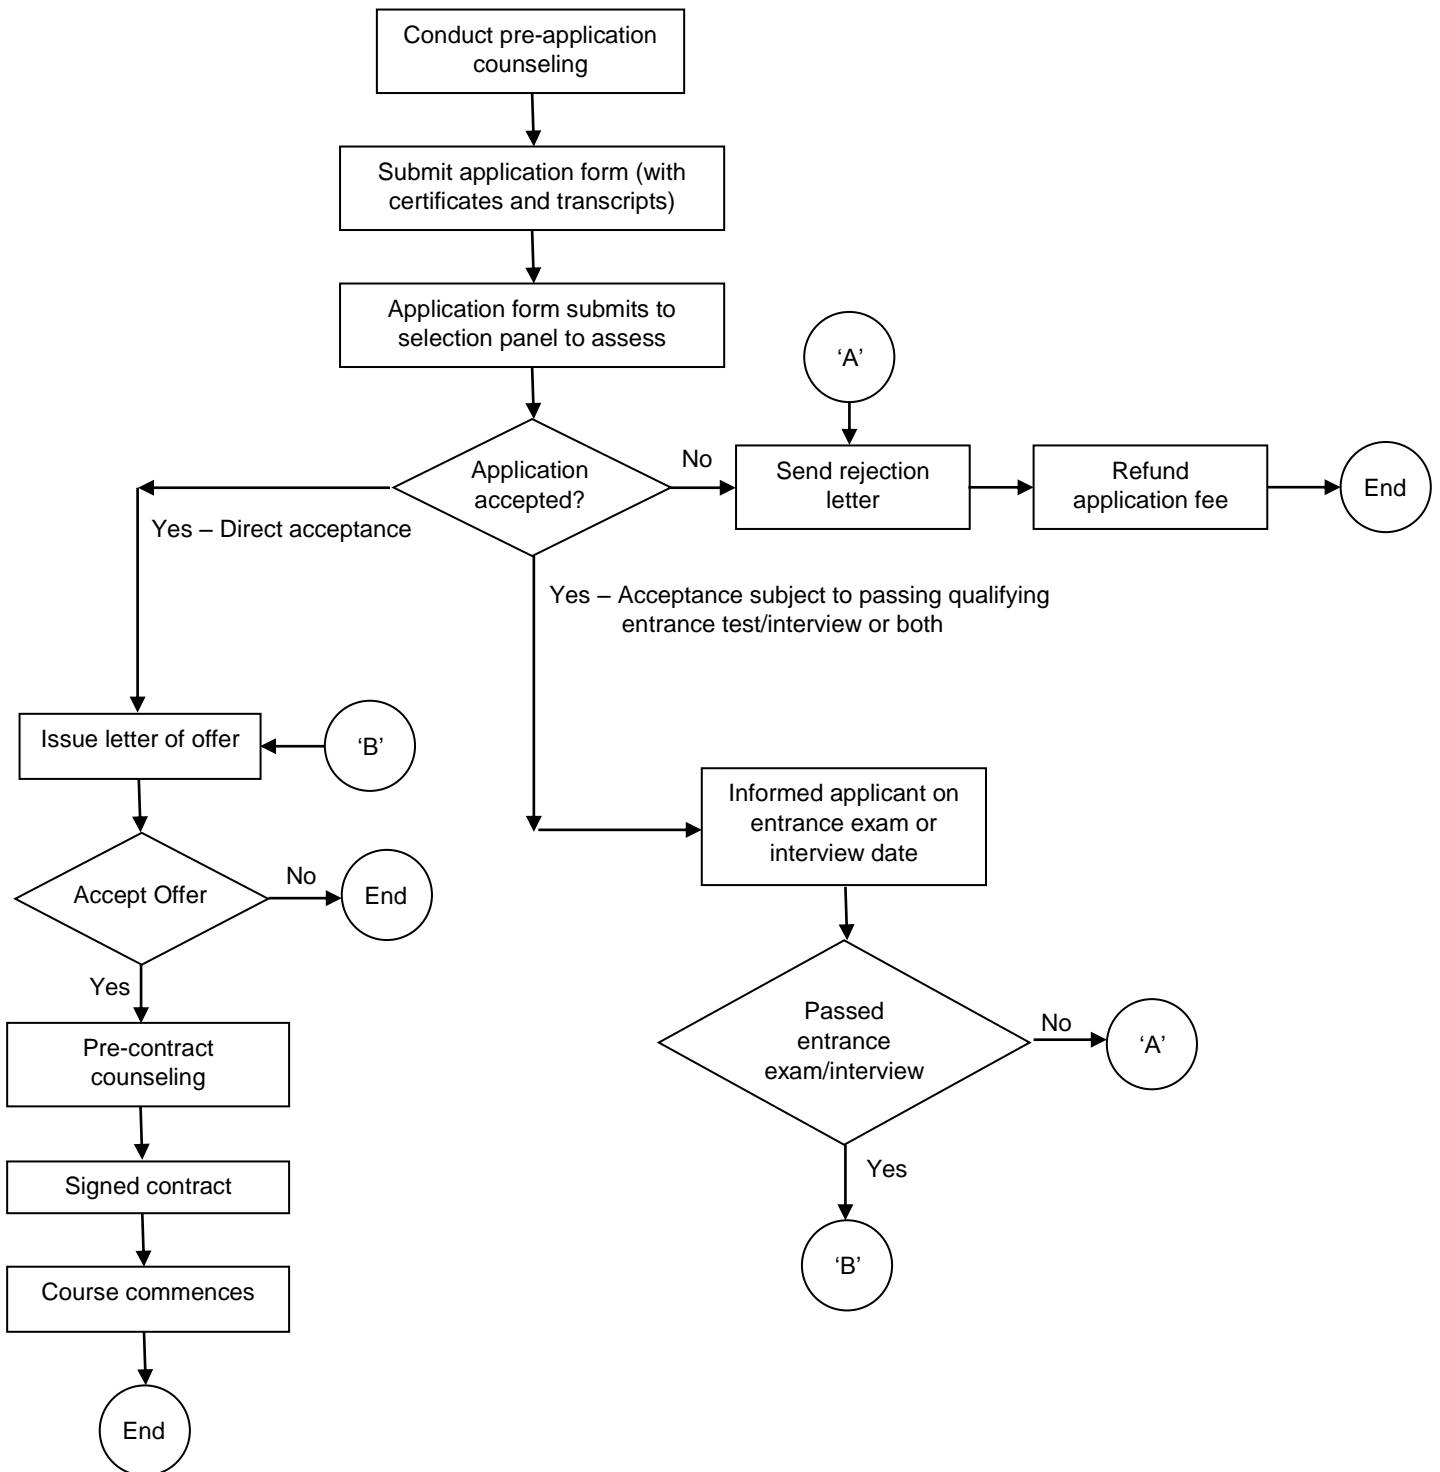 Conduct pre-application
counseling
Submit application form (with
certificates and transcripts)
Application form submits to
selection panel to assess
‘A’
Application
accepted?
No
Send rejection
letter
Refund
application fee
End
Yes – Direct acceptance
Yes – Acceptance subject to passing qualifying
entrance test/interview or both
Issue letter of offer
‘B’
Informed applicant on
entrance exam or
interview date
Accept Offer
No
End
Yes
Pre-contract
counseling
Passed
entrance
exam/interview
No
‘A’
Signed contract
Yes
Course commences
‘B’
End